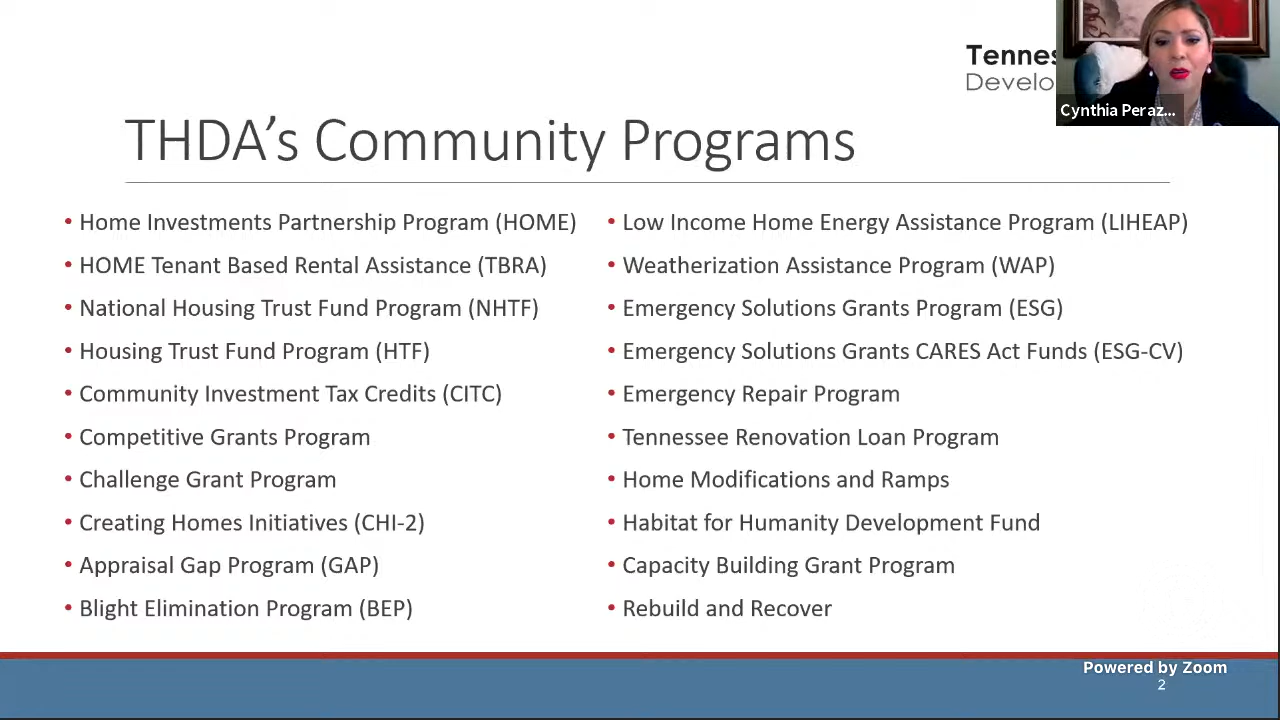 Tennes
Develo
Cynthia Peraz...
THDA's Community Programs
• Home Investments Partnership Program (HOME)
• HOME Tenant Based Rental Assistance (TBRA)
• National Housing Trust Fund Program (NHTF)
• Housing Trust Fund Program (HTF)
• Community Investment Tax Credits (CITC)
• Competitive Grants Program
• Challenge Grant Program
• Creating Homes Initiatives (CHI-2)
• Appraisal Gap Program (GAP)
• Blight Elimination Program (BEP)
• Low Income Home Energy Assistance Program (LIHEAP)
• Weatherization Assistance Program (WAP)
• Emergency Solutions Grants Program (ESG)
• Emergency Solutions Grants CARES Act Funds (ESG-CV)
• Emergency Repair Program
• Tennessee Renovation Loan Program
• Home Modifications and Ramps
• Habitat for Humanity Development Fund
• Capacity Building Grant Program
• Rebuild and Recover
Powered by Zoom
2